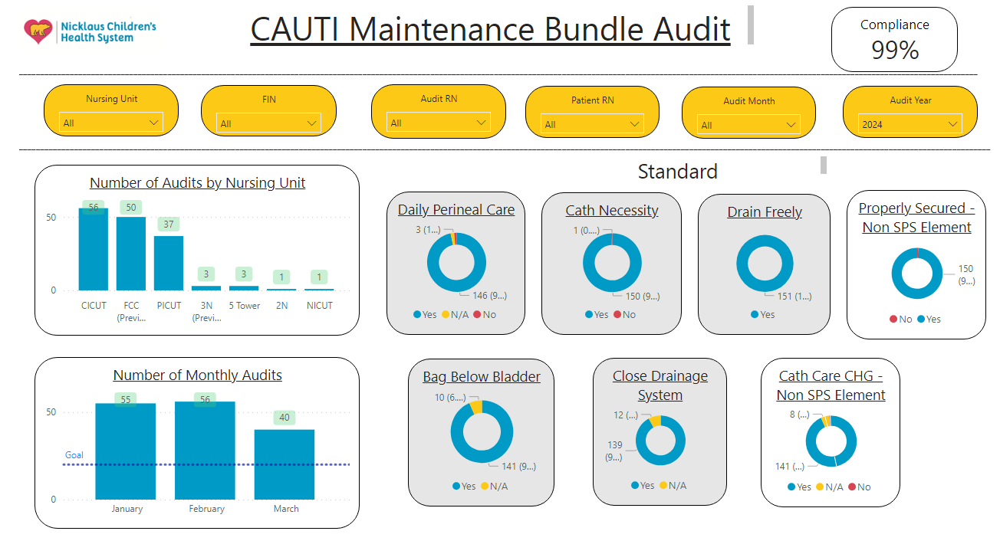 Nicklaus Children's
Health System
CAUTI Maintenance Bundle Audit
Compliance
99%
Nursing Unit
All
FIN
All
Audit RN
All
Patient RN
All
Audit Month
All
Audit Year
2024
Number of Audits by Nursing Unit
50
0
56
50
37
3
3
1
1
CICUT
FCC
(Previ...
PICUT
3N
(Previ...
5 Tower
2N
NICUT
Standard
Daily Perineal Care
3 (1...)
146 (9...)
Yes N/A No
Cath Necessity
1 (0....)
150 (9...)
Yes No
Drain Freely
151 (1...)
Yes
Properly Secured -
Non SPS Element
150
(9...)
No Yes
Number of Monthly Audits
50
0
55
56
40
Goal
January
February
March
Bag Below Bladder
10 (6....)
141 (9...)
Yes N/A
Close Drainage
System
12 (...)
139
(9...)
Yes N/A
Cath Care CHG -
Non SPS Element
8 (...)
141 (...)
Yes N/A No